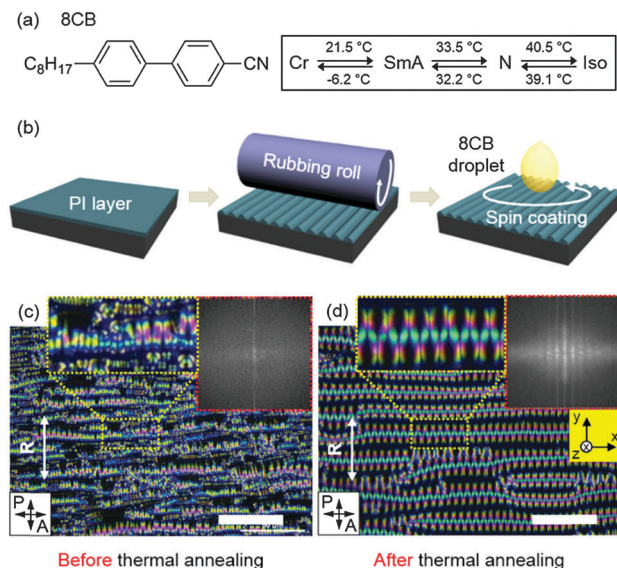 (a) 8CB
C8H17
CN
21.5 °C 33.5 °C 40.5 °C
Cr SmA N Iso
-6.2 °C 32.2 °C 39.1 °C
(b)
PI layer
Rubbing roll
8CB
droplet
Spin coating
(c)
R
P
A
Before thermal annealing
(d)
R
P
A
y
z x
After thermal annealing